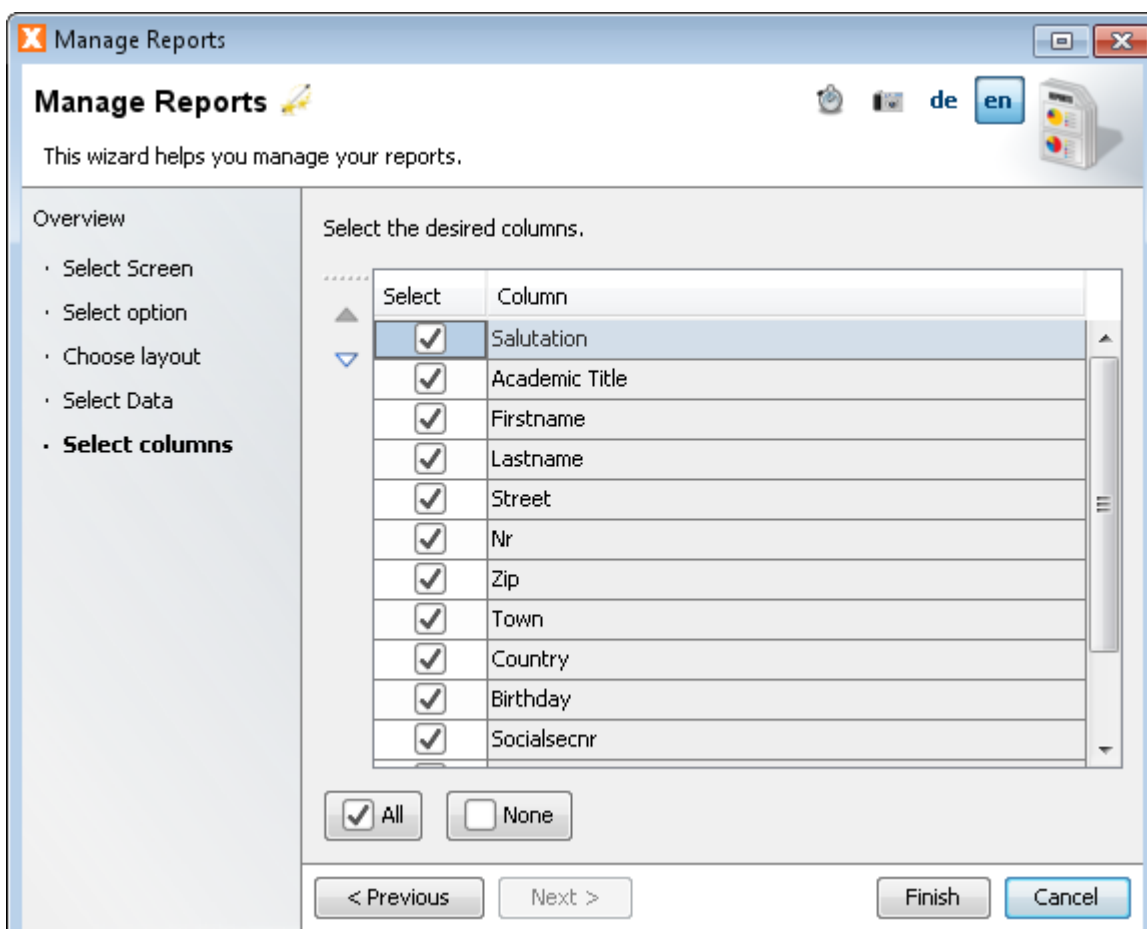 Manage Reports
Manage Reports
de en
This wizard helps you manage your reports.
Overview
· Select Screen
· Select option
· Choose layout
· Select Data
· Select columns
Select the desired columns.
Select Column
Salutation
Academic Title
Firstname
Lastname
Street
Nr
Zip
Town
Country
Birthday
Socialsecnr
All None
< Previous Next > Finish Cancel